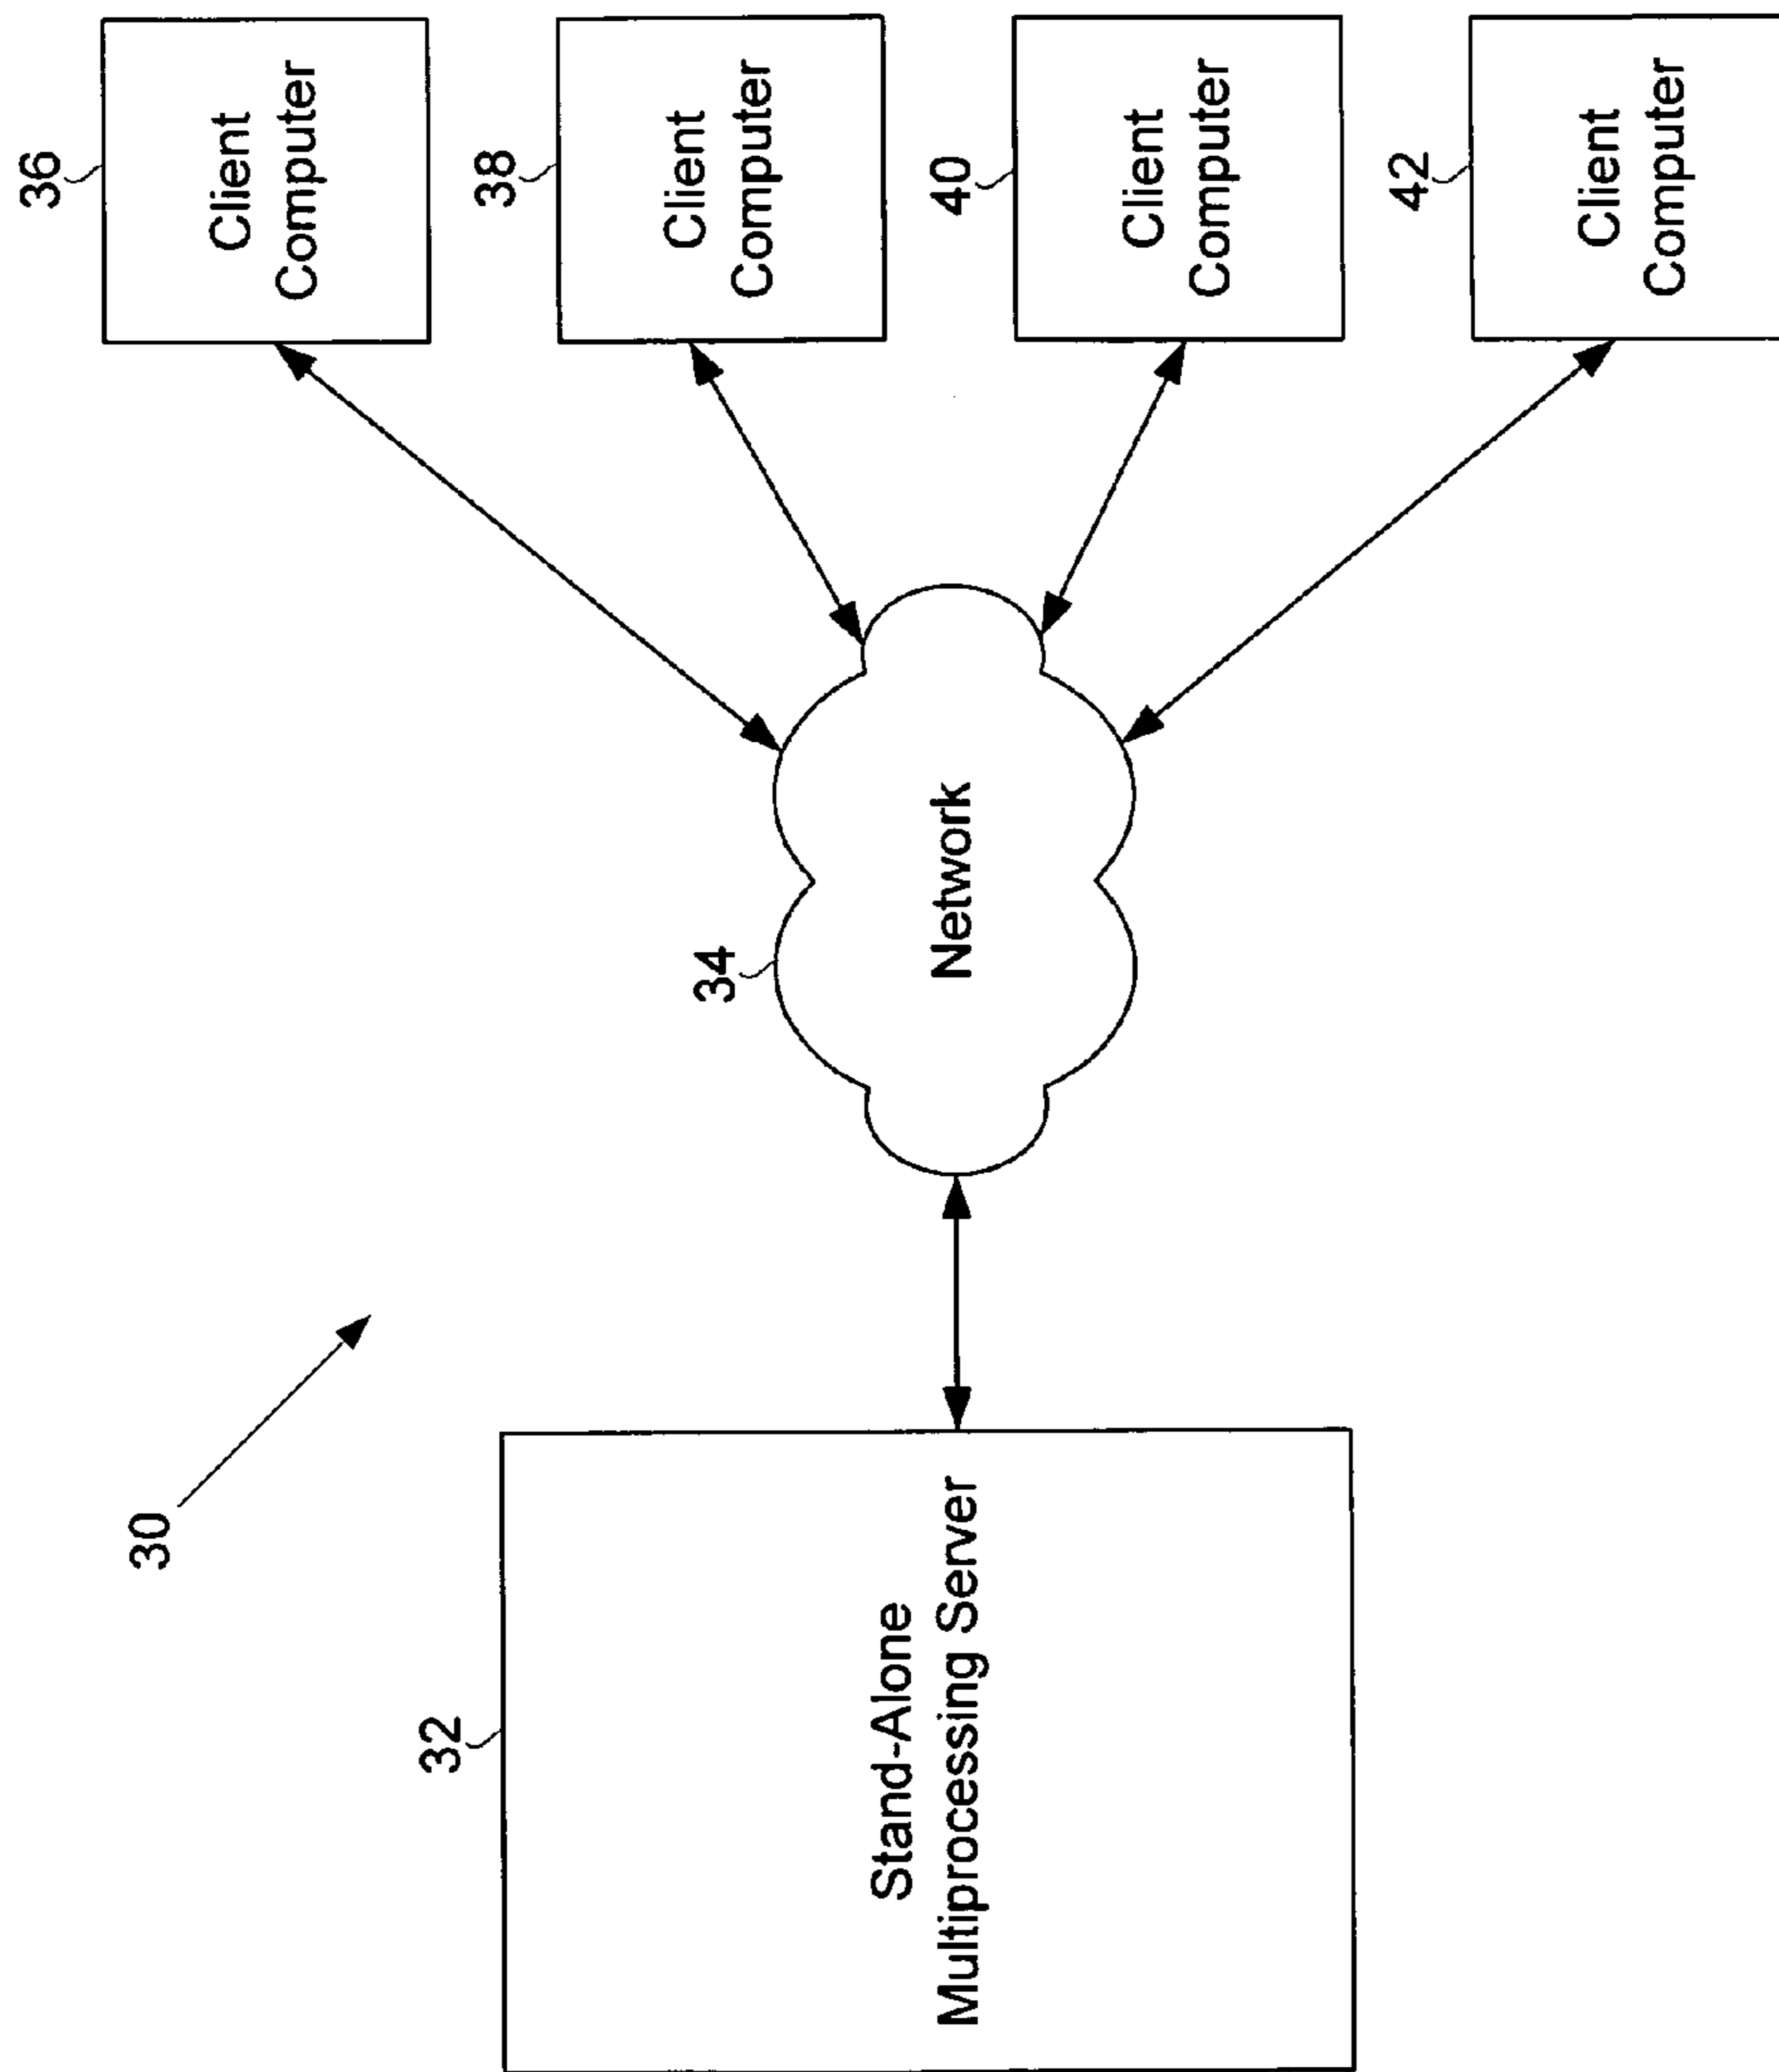 30
32
Stand-Alone
Multiprocessing Server
34
Network
36
Client
Computer
38
Client
Computer
40
Client
Computer
42
Client
Computer